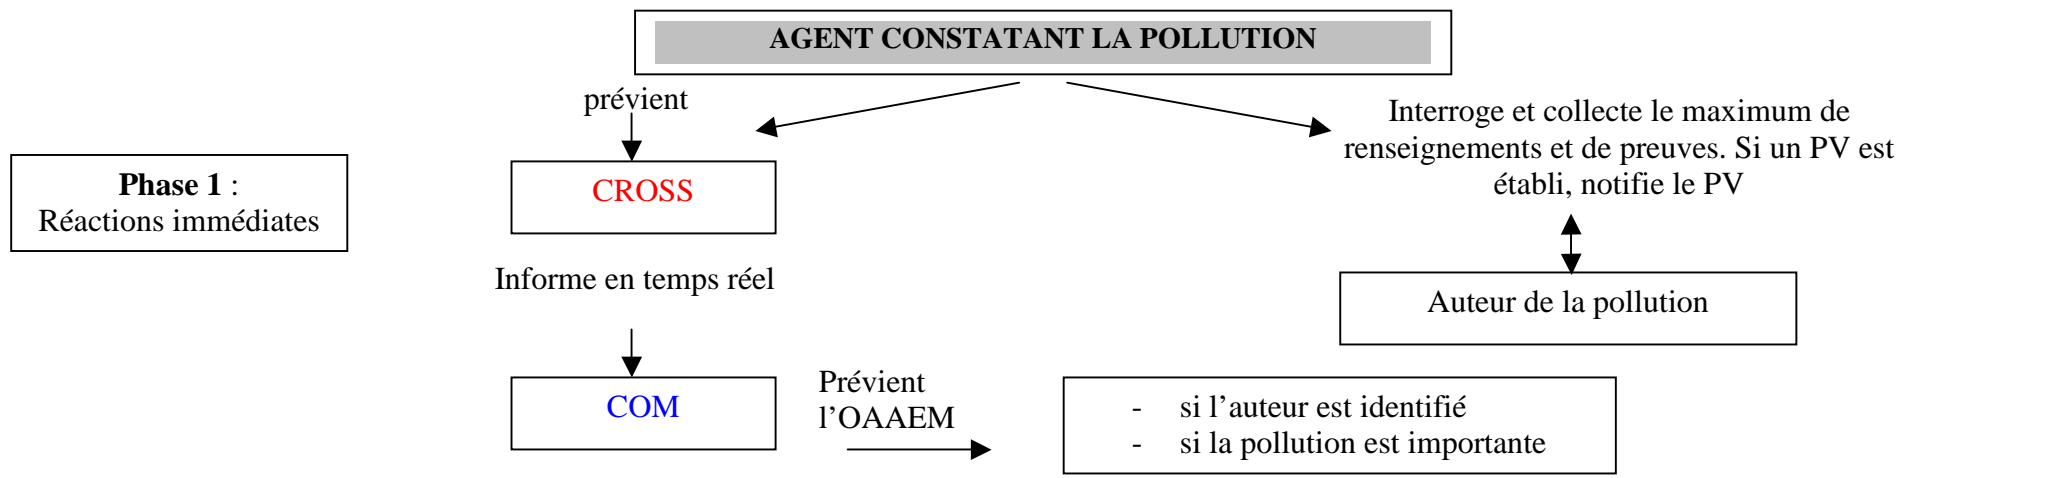 AGENT CONSTATANT LA POLLUTION
prévient
Interroge et collecte le maximum de
renseignements et de preuves. Si un PV est
établi, notifie le PV
Phase 1 :
Réactions immédiates
CROSS
Informe en temps réel
Auteur de la pollution
COM
Prévient
l’OAAEM
- si l’auteur est identifié
- si la pollution est importante